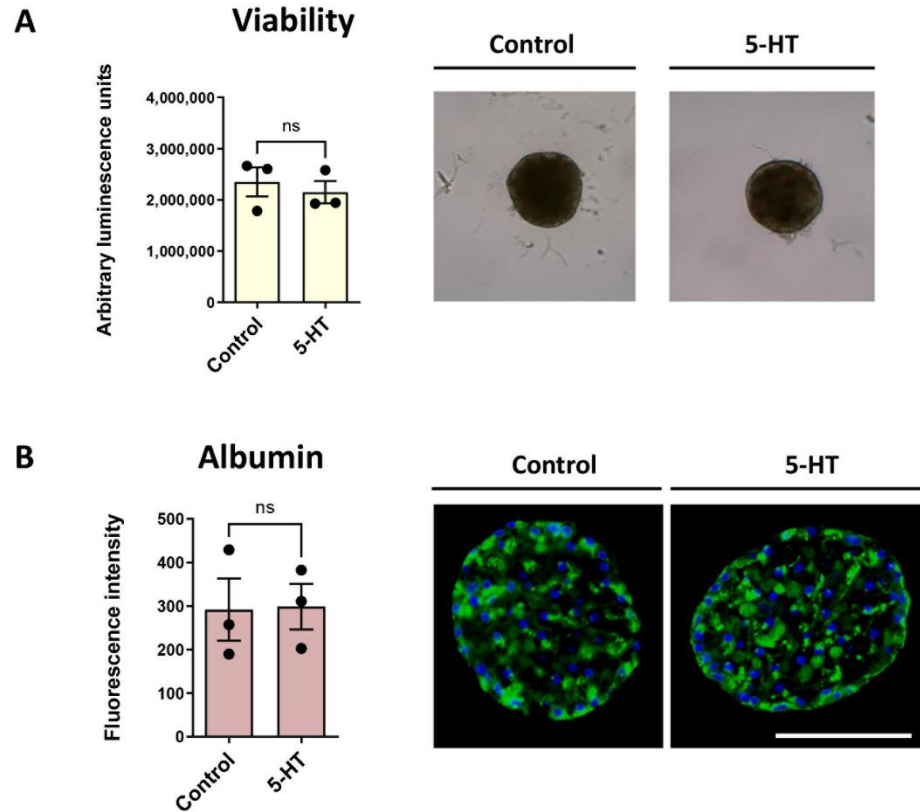 A
Viability
Control
5-HT
Arbitrary luminescence units
4,000,000
3,000,000
2,000,000
1,000,000
0
ns
Control
5-HT
B
Albumin
Control
5-HT
Fluorescence intensity
500
400
300
200
100
0
ns
Control
5-HT